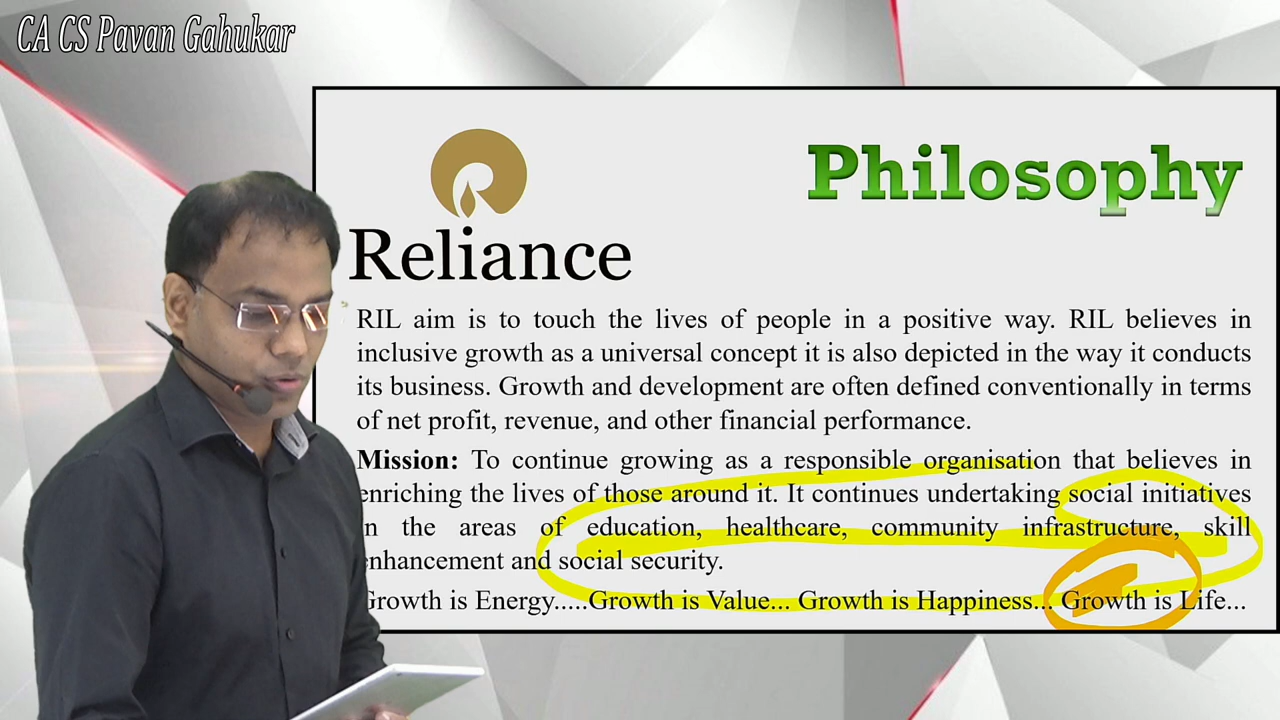 CA CS Pavan Gahukar
Philosophy
Reliance
RIL aim is to touch the lives of people in a positive way. RIL believes in
inclusive growth as a universal concept it is also depicted in the way it conducts
its business. Growth and development are often defined conventionally in terms
of net profit, revenue, and other financial performance.
Mission: To continue growing as a responsible organisation that believes in
enriching the lives of those around it. It continues undertaking social initiatives
in the areas of education, healthcare, community infrastructure, skill
enhancement and social security.
Growth is Energy.....Growth is Value... Growth is Happiness... Growth is Life...